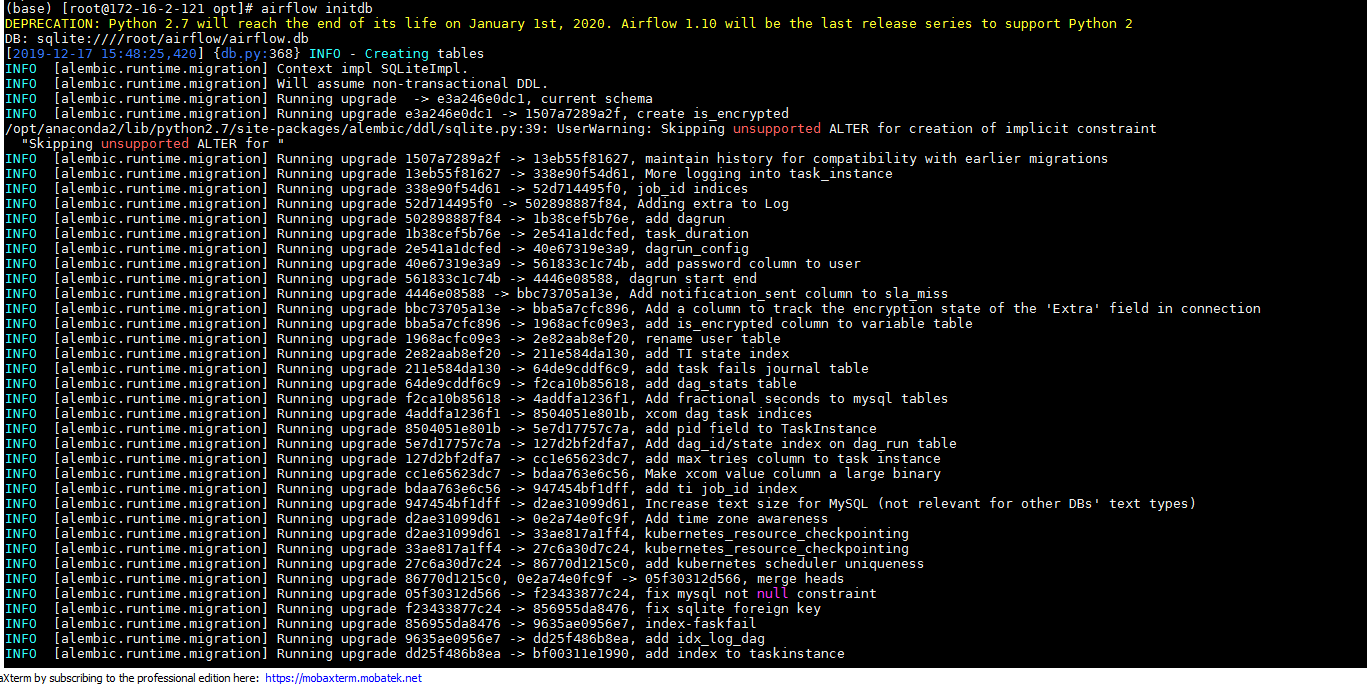 (base) [root@172-16-2-121 opt]# airflow initdb
DEPRECATION: Python 2.7 will reach the end of its life on January 1st, 2020. Airflow 1.10 will be the last release series to support Python 2
DB: sqlite:////root/airflow/airflow.db
[2019-12-17 15:48:25,420] {db.py:368} INFO - Creating tables
INFO  [alembic.runtime.migration] Context impl SQLiteImpl.
INFO  [alembic.runtime.migration] Will assume non-transactional DDL.
INFO  [alembic.runtime.migration] Running upgrade  -> e3a246e0dc1, current schema
INFO  [alembic.runtime.migration] Running upgrade e3a246e0dc1 -> 1507a7289a2f, create is_encrypted
/opt/anaconda2/lib/python2.7/site-packages/alembic/ddl/sqlite.py:39: UserWarning: Skipping unsupported ALTER for creation of implicit constraint
  "Skipping unsupported ALTER for "
INFO  [alembic.runtime.migration] Running upgrade 1507a7289a2f -> 13eb55f81627, maintain history for compatibility with earlier migrations
INFO  [alembic.runtime.migration] Running upgrade 13eb55f81627 -> 338e90f54d61, More logging into task_instance
INFO  [alembic.runtime.migration] Running upgrade 338e90f54d61 -> 52d714495f0, job_id indices
INFO  [alembic.runtime.migration] Running upgrade 52d714495f0 -> 502898887f84, Adding extra to Log
INFO  [alembic.runtime.migration] Running upgrade 502898887f84 -> 1b38cef5b76e, add dagrun
INFO  [alembic.runtime.migration] Running upgrade 1b38cef5b76e -> 2e541a1dcfed, task_duration
INFO  [alembic.runtime.migration] Running upgrade 2e541a1dcfed -> 40e67319e3a9, dagrun_config
INFO  [alembic.runtime.migration] Running upgrade 40e67319e3a9 -> 561833c1c74b, add password column to user
INFO  [alembic.runtime.migration] Running upgrade 561833c1c74b -> 4446e08588, dagrun start end
INFO  [alembic.runtime.migration] Running upgrade 4446e08588 -> bbc73705a13e, Add notification_sent column to sla_miss
INFO  [alembic.runtime.migration] Running upgrade bbc73705a13e -> bba5a7cfc896, Add a column to track the encryption state of the 'Extra' field in connection
INFO  [alembic.runtime.migration] Running upgrade bba5a7cfc896 -> 1968acfc09e3, add is_encrypted column to variable table
INFO  [alembic.runtime.migration] Running upgrade 1968acfc09e3 -> 2e82aab8ef20, rename user table
INFO  [alembic.runtime.migration] Running upgrade 2e82aab8ef20 -> 211e584da130, add TI state index
INFO  [alembic.runtime.migration] Running upgrade 211e584da130 -> 64de9cddf6c9, add task fails journal table
INFO  [alembic.runtime.migration] Running upgrade 64de9cddf6c9 -> f2ca10b85618, add dag_stats table
INFO  [alembic.runtime.migration] Running upgrade f2ca10b85618 -> 4addfa1236f1, Add fractional seconds to mysql tables
INFO  [alembic.runtime.migration] Running upgrade 4addfa1236f1 -> 8504051e801b, xcom dag task indices
INFO  [alembic.runtime.migration] Running upgrade 8504051e801b -> 5e7d17757c7a, add pid field to TaskInstance
INFO  [alembic.runtime.migration] Running upgrade 5e7d17757c7a -> 127d2bf2dfa7, Add dag_id/state index on dag_run table
INFO  [alembic.runtime.migration] Running upgrade 127d2bf2dfa7 -> cc1e65623dc7, add max tries column to task instance
INFO  [alembic.runtime.migration] Running upgrade cc1e65623dc7 -> bdaa763e6c56, Make xcom value column a large binary
INFO  [alembic.runtime.migration] Running upgrade bdaa763e6c56 -> 947454bf1dff, add ti job_id index
INFO  [alembic.runtime.migration] Running upgrade 947454bf1dff -> d2ae31099d61, Increase text size for MySQL (not relevant for other DBs' text types)
INFO  [alembic.runtime.migration] Running upgrade d2ae31099d61 -> 0e2a74e0fc9f, Add time zone awareness
INFO  [alembic.runtime.migration] Running upgrade d2ae31099d61 -> 33ae817a1ff4, kubernetes_resource_checkpointing
INFO  [alembic.runtime.migration] Running upgrade 33ae817a1ff4 -> 27c6a30d7c24, kubernetes_resource_checkpointing
INFO  [alembic.runtime.migration] Running upgrade 27c6a30d7c24 -> 86770d1215c0, add kubernetes scheduler uniqueness
INFO  [alembic.runtime.migration] Running upgrade 86770d1215c0, 0e2a74e0fc9f -> 05f30312d566, merge heads
INFO  [alembic.runtime.migration] Running upgrade 05f30312d566 -> f23433877c24, fix mysql not null constraint
INFO  [alembic.runtime.migration] Running upgrade f23433877c24 -> 856955da8476, fix sqlite foreign key
INFO  [alembic.runtime.migration] Running upgrade 856955da8476 -> 9635ae0956e7, index-faskfail
INFO  [alembic.runtime.migration] Running upgrade 9635ae0956e7 -> dd25f486b8ea, add idx_log_dag
INFO  [alembic.runtime.migration] Running upgrade dd25f486b8ea -> bf00311e1990, add index to taskinstance
aXterm by subscribing to the professional edition here: https://mobaxterm.mobatek.net